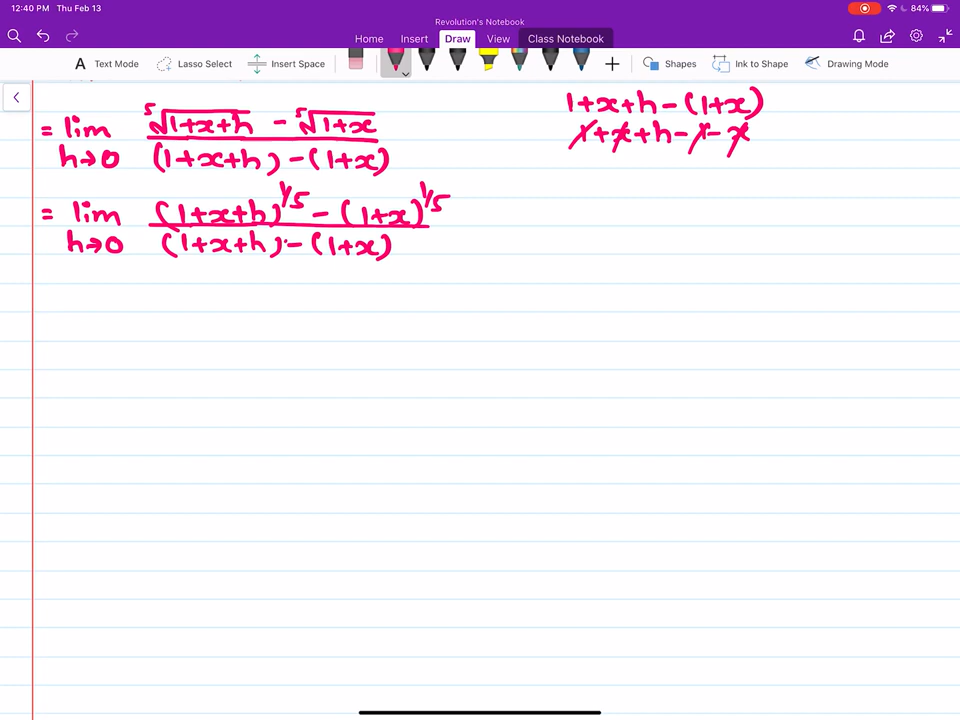 12:40 PM Thu Feb 13
84%
Revolution's Notebook
Home Insert Draw View Class Notebook
Text Mode Lasso Select Insert Space Shapes Ink to Shape Drawing Mode
1+x+h-(1+x)
= lim ⁵√(1+x+h) - ⁵√(1+x)
h→0 (1+x+h)-(1+x)
1+x+h-1-x
= lim (1+x+h)^1/5 - (1+x)^1/5
h→0 (1+x+h)-(1+x)